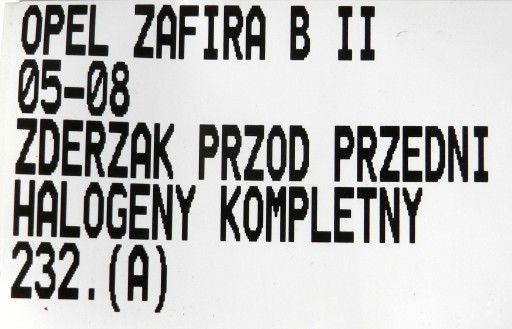 OPEL ZAFIRA B II
05-08
ZDERZAK PRZOD PRZEDNI
HALOGENY KOMPLETNY
232.(A)